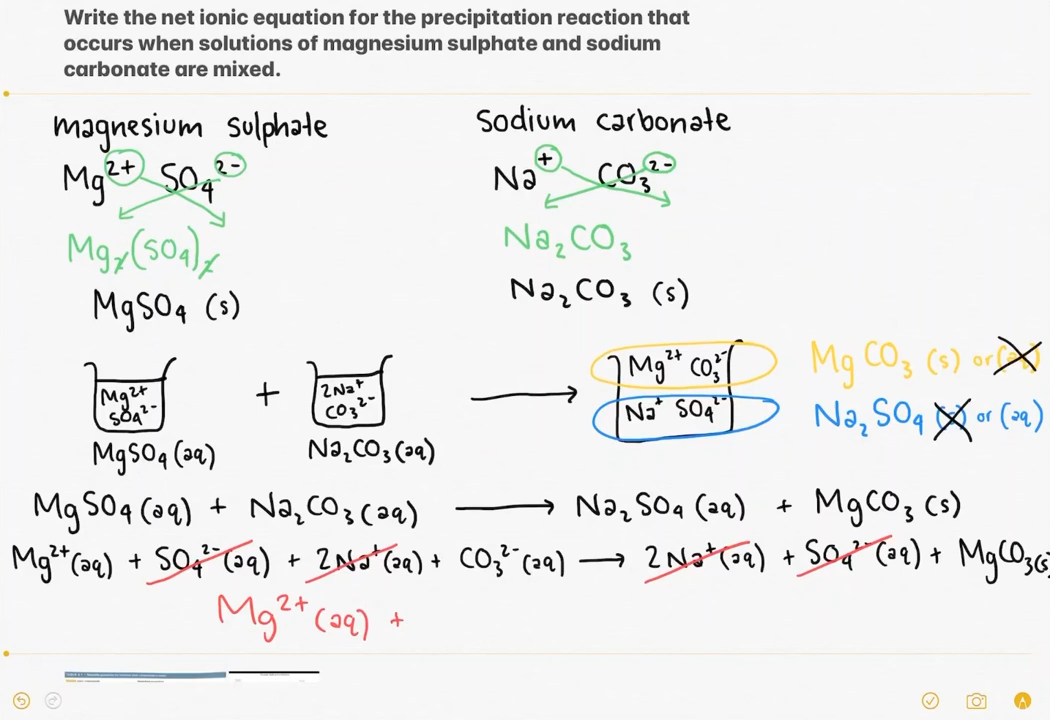 Write the net ionic equation for the precipitation reaction that
occurs when solutions of magnesium sulphate and sodium
carbonate are mixed.
magnesium sulphate
Sodium carbonate
Mg²⁺ SO₄²⁻
Na⁺ CO₃²⁻
Mg₂(SO₄)₂
Na₂CO₃
MgSO₄ (s)
Na₂CO₃ (s)
Mg²⁺ CO₃²⁻
MgCO₃ (s) or (aq)
Mg²⁺
SO₄²⁻
+
2Na⁺
CO₃²⁻
⟶
Na⁺ SO₄²⁻
Na₂SO₄ (s) or (aq)
MgSO₄(aq)
Na₂CO₃(aq)
MgSO₄(aq) + Na₂CO₃(aq) ⟶ Na₂SO₄(aq) + MgCO₃(s)
Mg²⁺(aq) + SO₄²⁻(aq) + 2Na⁺(aq) + CO₃²⁻(aq) ⟶ 2Na⁺(aq) + SO₄²⁻(aq) + MgCO₃(s)
Mg²⁺(aq) +